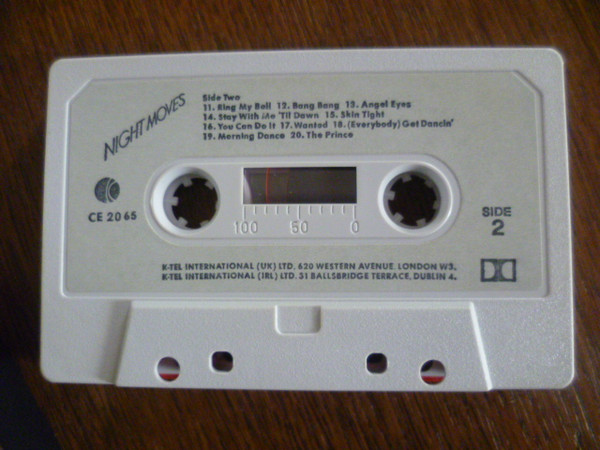 NIGHT MOVES
Side Two
11. Ring My Bell 12. Bang Bang 13. Angel Eyes
14. Stay With Me 'Til Dawn 15. Skin Tight
16. You Can Do It 17. Wanted 18. (Everybody) Get Dancin'
19. Morning Dance 20. The Prince
K
CE 2065
100 50 0
SIDE
2
K-TEL INTERNATIONAL (UK) LTD, 620 WESTERN AVENUE, LONDON W3.
K-TEL INTERNATIONAL (IRL) LTD. 31 BALLSBRIDGE TERRACE, DUBLIN 4.